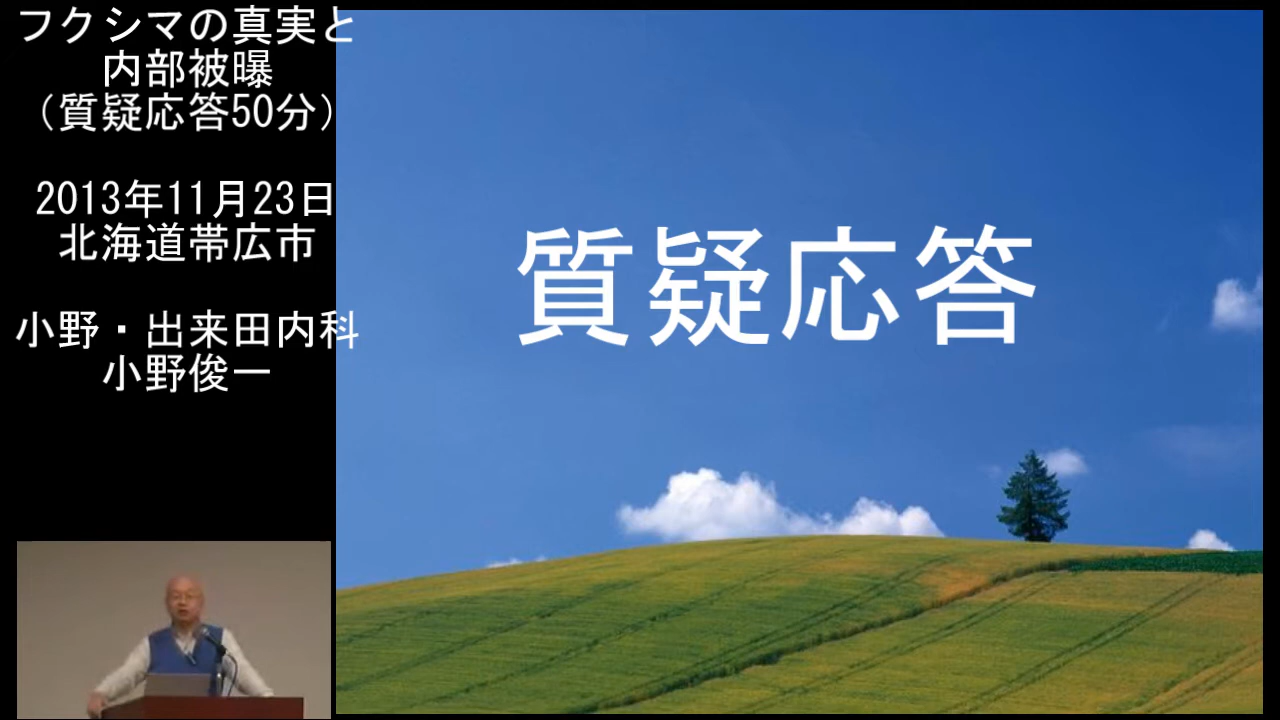 フクシマの真実と
内部被曝
（質疑応答50分）
2013年11月23日
北海道帯広市
小野・出来田内科
小野俊一
質疑応答